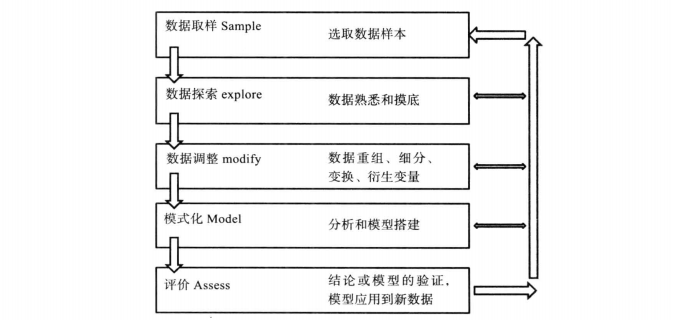 数据取样 Sample
选取数据样本
数据探索 explore
数据熟悉和摸底
数据调整 modify
数据重组、细分、
变换、衍生变量
模式化 Model
分析和模型搭建
评价 Assess
结论或模型的验证，
模型应用到新数据